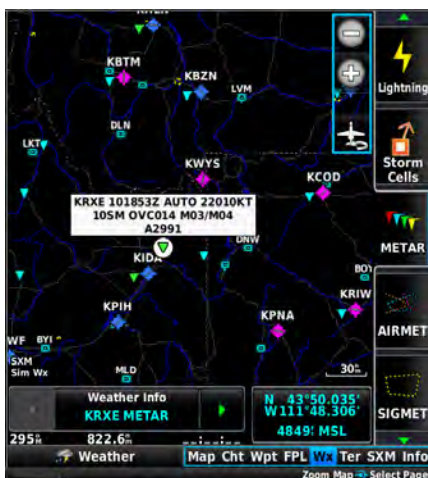 KBTM
KBZN
LVM
Lightning
DLN
LKT
KWYS
KCOD
Storm
Cells
KRXE 101853Z AUTO 22010KT
10SM OVC014 M03/M04
A2991
METAR
DNW
KIDA
KRIW
KPIH
KPNA
AIRMET
WF
BYI
SXM
Sim Wx
MLD
30
Weather Info
KRXE METAR
N 43°50.035'
W111°48.306'
4849 MSL
SIGMET
295
822.6
Weather
Map Cht Wpt FPL Wx Ter SXM Info
Zoom Map Select Page